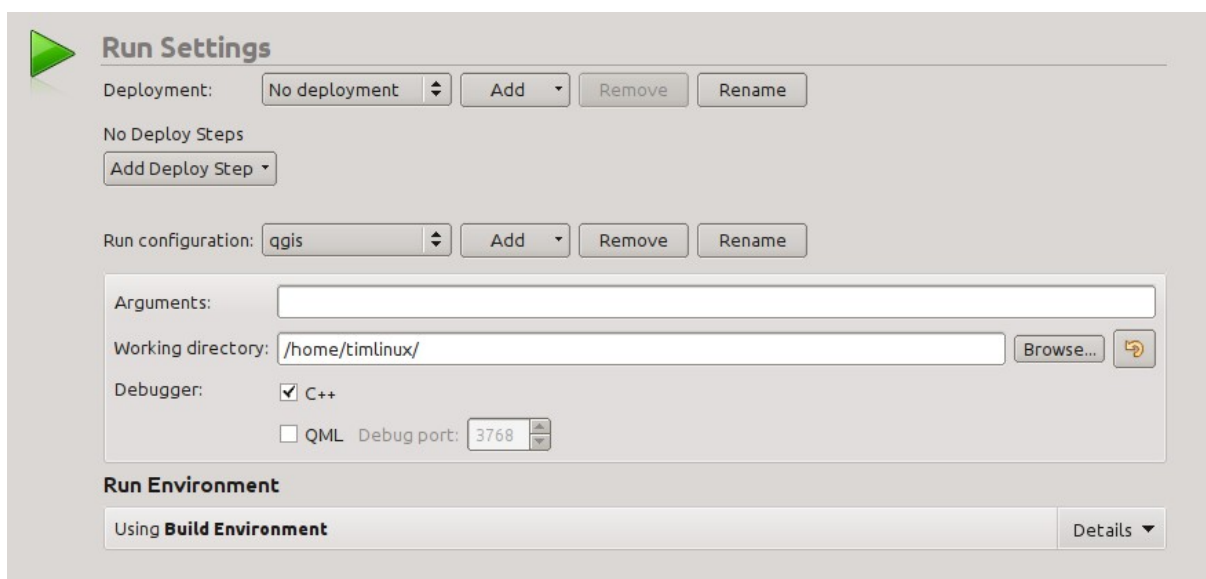 Run Settings
Deployment: No deployment Add Remove Rename
No Deploy Steps
Add Deploy Step
Run configuration: qgis Add Remove Rename
Arguments:
Working directory: /home/timlinux/ Browse...
Debugger: C++
QML Debug port: 3768
Run Environment
Using Build Environment Details